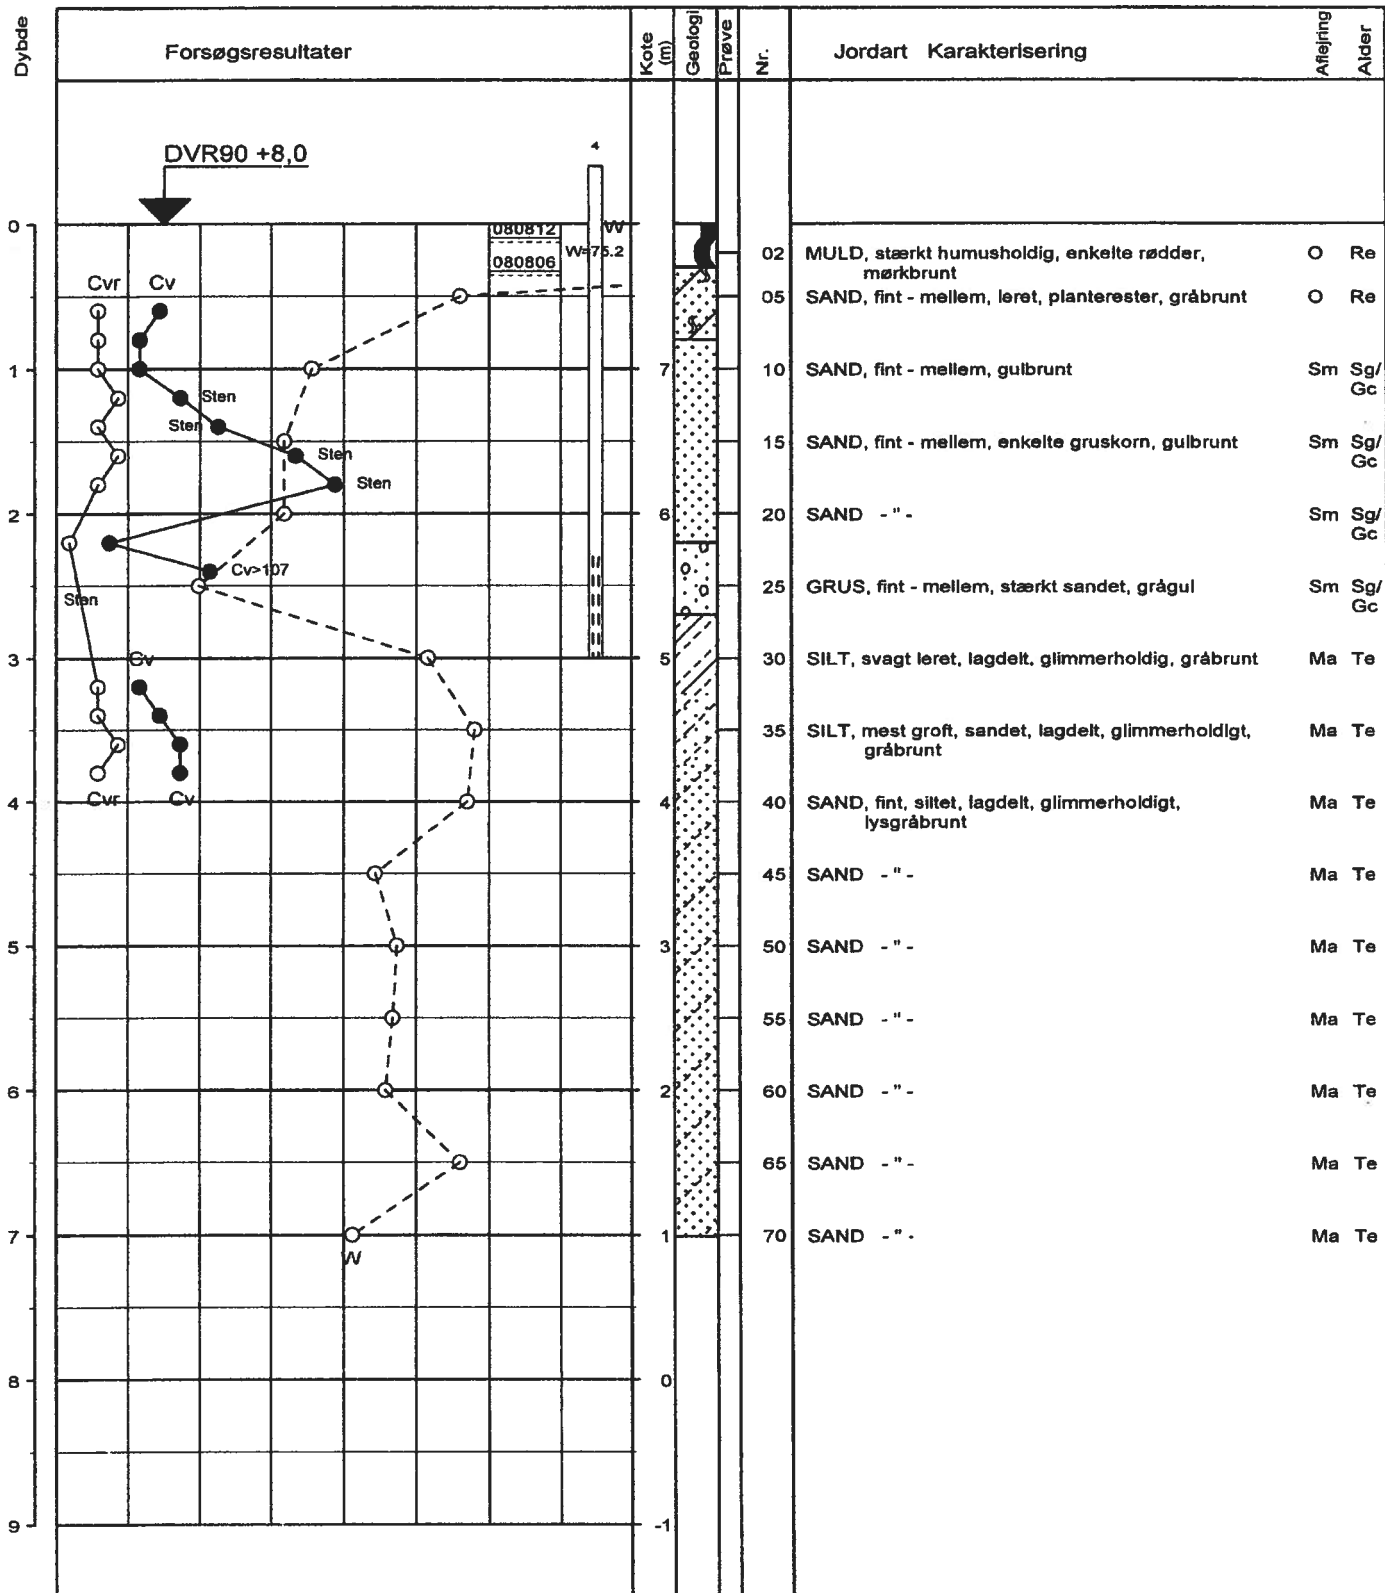 Dybde
Forsøgsresultater
Kote (m)
Geologi
Prøve
Nr.
Jordart Karakterisering
Aflejring
Alder
DVR90 +8,0
4
0
080812
W
W=75.2
080806
02 MULD, stærkt humusholdig, enkelte rødder, O Re
mørkbrunt
Cvr Cv
05 SAND, fint - mellem, leret, planterester, gråbrunt O Re
1 7 10 SAND, fint - mellem, gulbrunt Sm Sg/
Gc
Sten
Sten
15 SAND, fint - mellem, enkelte gruskorn, gulbrunt Sm Sg/
Gc
Sten
Sten
2 6 20 SAND - " - Sm Sg/
Gc
Cv>107
25 GRUS, fint - mellem, stærkt sandet, grågul Sm Sg/
Gc
Sten
Cv
3 5 30 SILT, svagt leret, lagdelt, glimmerholdig, gråbrunt Ma Te
35 SILT, mest groft, sandet, lagdelt, glimmerholdigt, Ma Te
gråbrunt
Cvr Cv
4 4 40 SAND, fint, siltet, lagdelt, glimmerholdigt, Ma Te
lysgråbrunt
45 SAND - " - Ma Te
5 3 50 SAND - " - Ma Te
55 SAND - " - Ma Te
6 2 60 SAND - " - Ma Te
65 SAND - " - Ma Te
7 1 70 SAND - " - Ma Te
W
8 0
9 -1